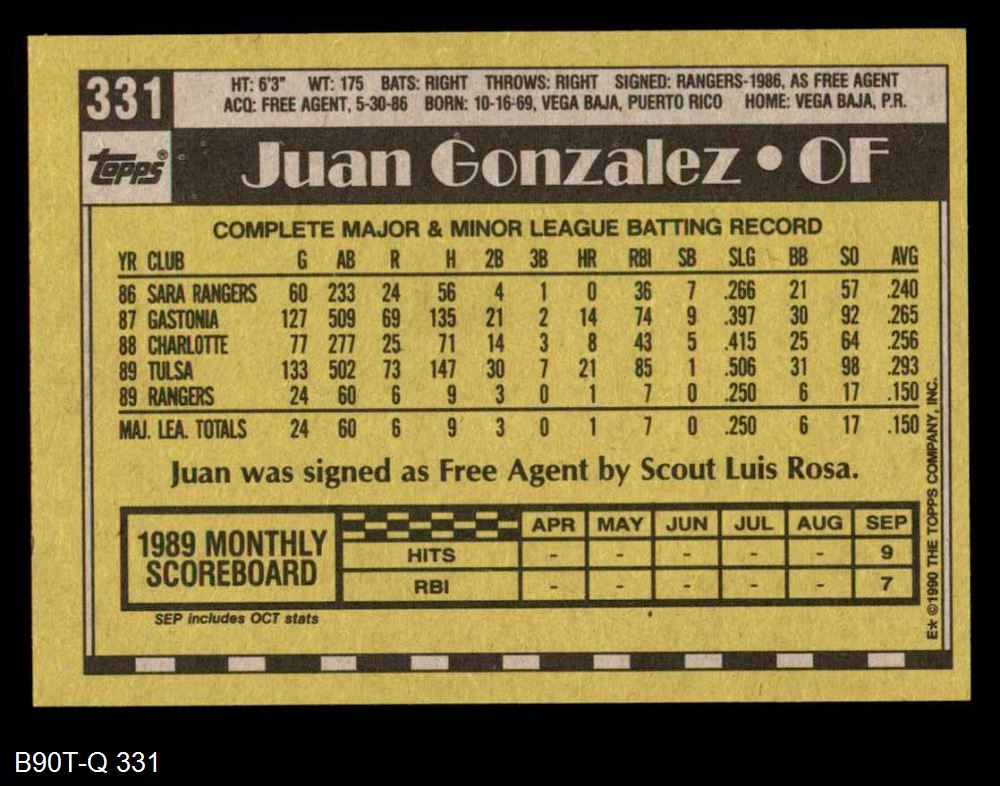 331
HT: 6'3" WT: 175 BATS: RIGHT THROWS: RIGHT SIGNED: RANGERS-1986, AS FREE AGENT
ACQ: FREE AGENT, 5-30-86 BORN: 10-16-69, VEGA BAJA, PUERTO RICO HOME: VEGA BAJA, P.R.
topps®
Juan Gonzalez • OF
COMPLETE MAJOR & MINOR LEAGUE BATTING RECORD
YR CLUB G AB R H 2B 3B HR RBI SB SLG BB SO AVG
86 SARA RANGERS 60 233 24 56 4 1 0 36 7 .266 21 57 .240
87 GASTONIA 127 509 69 135 21 2 14 74 9 .397 30 92 .265
88 CHARLOTTE 77 277 25 71 14 3 8 43 5 .415 25 64 .256
89 TULSA 133 502 73 147 30 7 21 85 1 .506 31 98 .293
89 RANGERS 24 60 6 9 3 0 1 7 0 .250 6 17 .150
MAJ. LEA. TOTALS 24 60 6 9 3 0 1 7 0 .250 6 17 .150
Juan was signed as Free Agent by Scout Luis Rosa.
1989 MONTHLY
SCOREBOARD
APR MAY JUN JUL AUG SEP
HITS - - - - - 9
RBI - - - - - 7
SEP includes OCT stats
E* ©1990 THE TOPPS COMPANY, INC.
B90T-Q 331